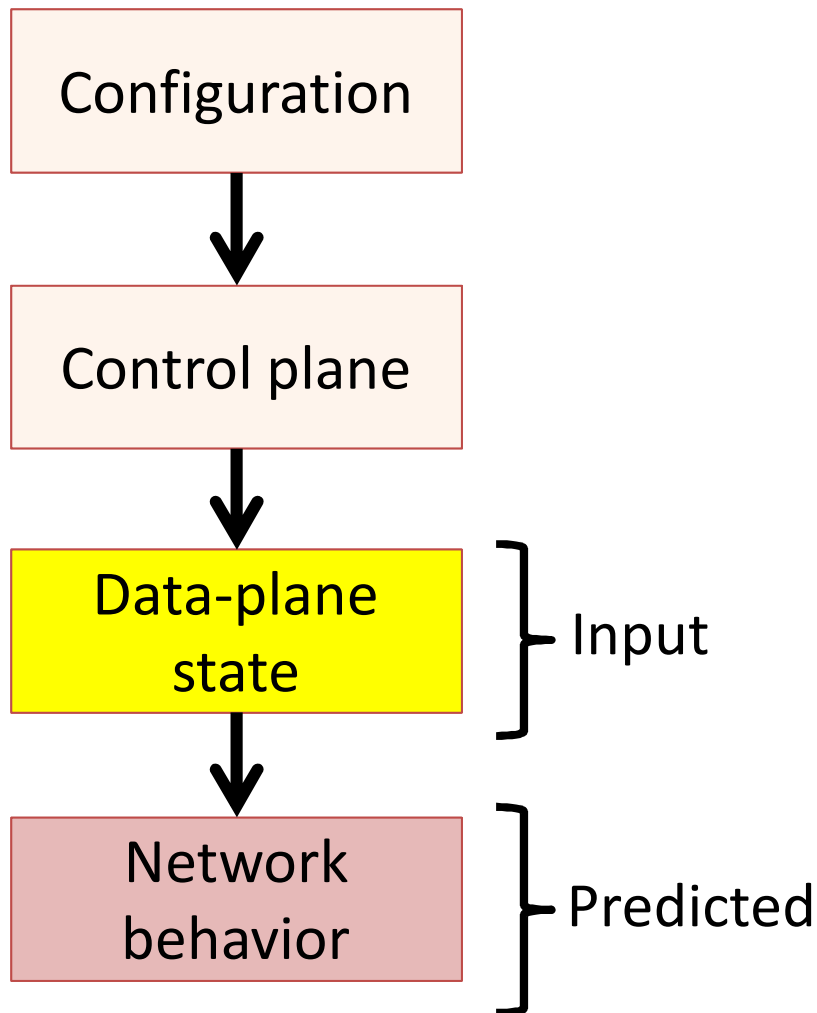 Configuration
Control plane
Data-plane
state
Input
Network
behavior
Predicted